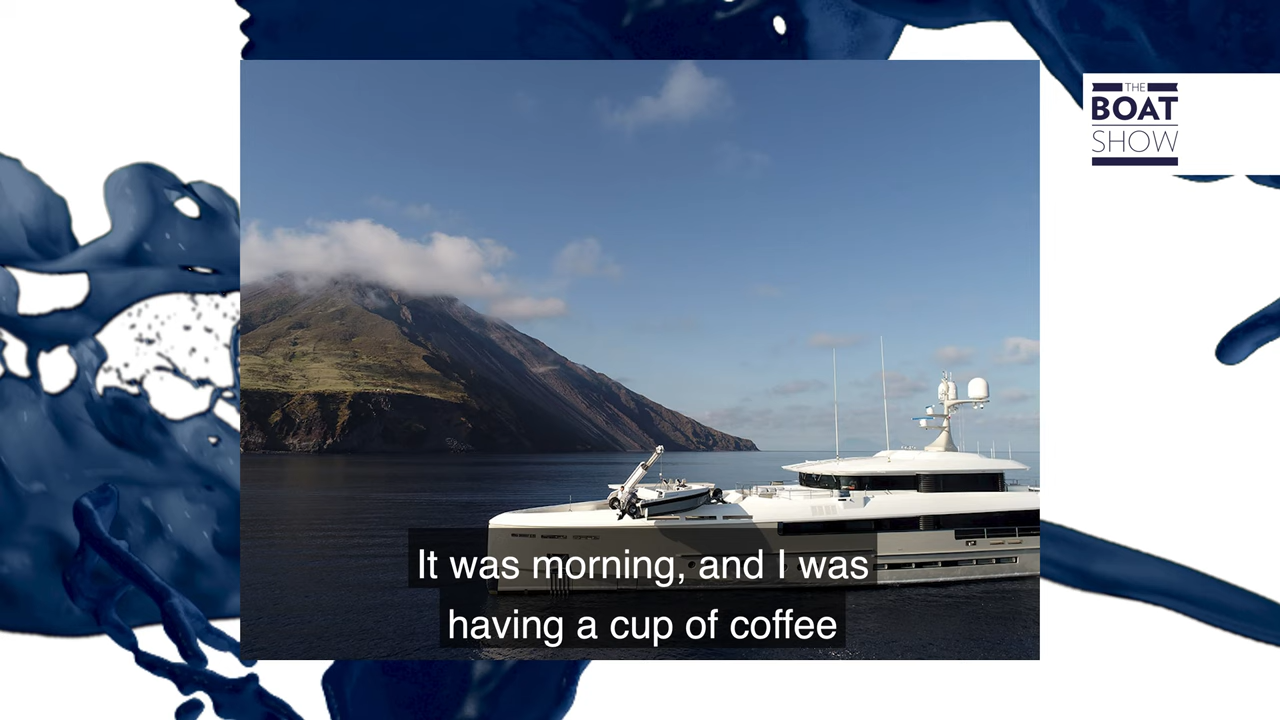 THE
BOAT
SHOW
It was morning, and I was
having a cup of coffee